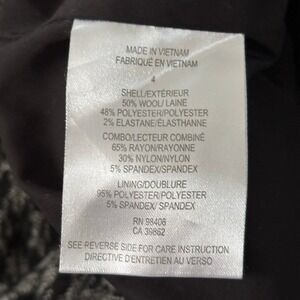 MADE IN VIETNAM
FABRIQUÉ EN VIETNAM
4
SHELL/EXTÉRIEUR
50% WOOL/ LAINE
48% POLYESTER/POLYESTER
2% ELASTANE/ÉLASTHANNE
COMBO/LECTEUR COMBINÉ
65% RAYON/RAYONNE
30% NYLON/NYLON
5% SPANDEX/SPANDEX
LINING/DOUBLURE
95% POLYESTER/POLYESTER
5% SPANDEX/ SPANDEX
RN 98406
CA 39862
SEE REVERSE SIDE FOR CARE INSTRUCTION
DIRECTIVE D'ENTRETIEN AU VERSO